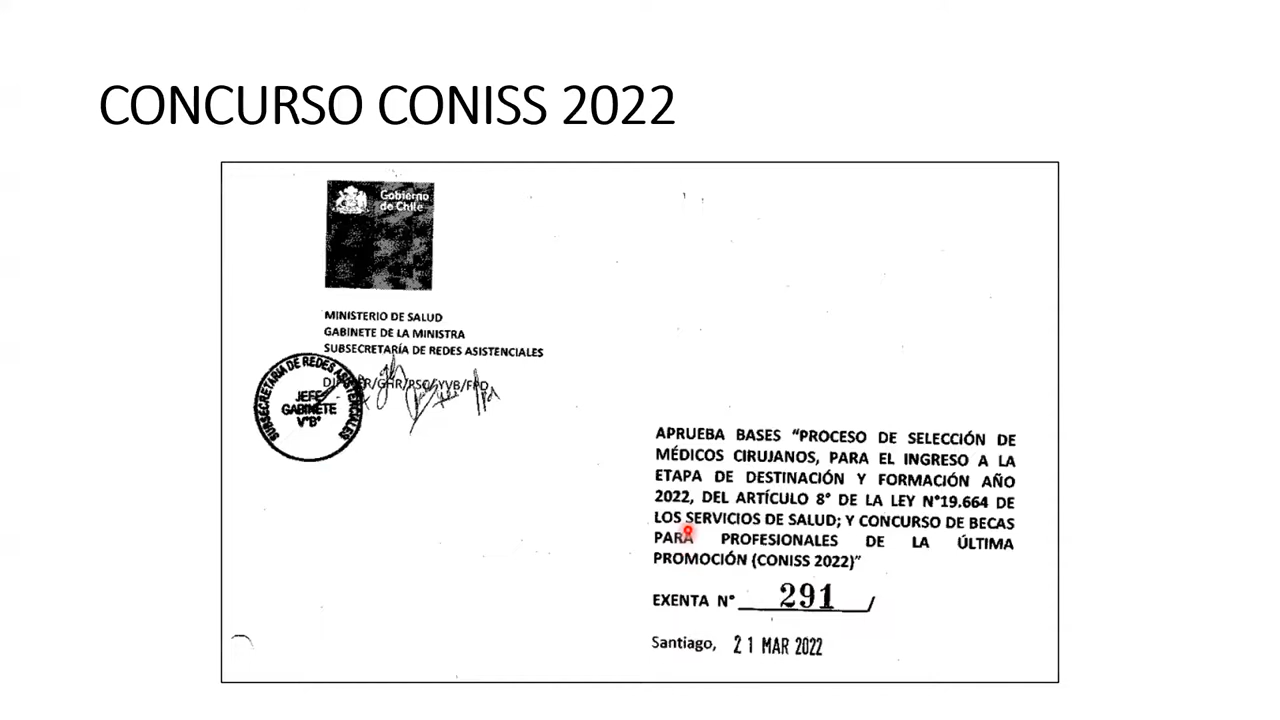 CONCURSO CONISS 2022
Gobierno
de Chile
MINISTERIO DE SALUD
GABINETE DE LA MINISTRA
SUBSECRETARÍA DE REDES ASISTENCIALES
SUBSECRETARIA DE REDES ASISTENCIALES
JEFE
GABINETE
V°B°
APRUEBA BASES “PROCESO DE SELECCIÓN DE
MÉDICOS CIRUJANOS, PARA EL INGRESO A LA
ETAPA DE DESTINACIÓN Y FORMACIÓN AÑO
2022, DEL ARTÍCULO 8° DE LA LEY N°19.664 DE
LOS SERVICIOS DE SALUD; Y CONCURSO DE BECAS
PARA PROFESIONALES DE LA ÚLTIMA
PROMOCIÓN (CONISS 2022)”
EXENTA N° 291 /
Santiago, 21 MAR 2022